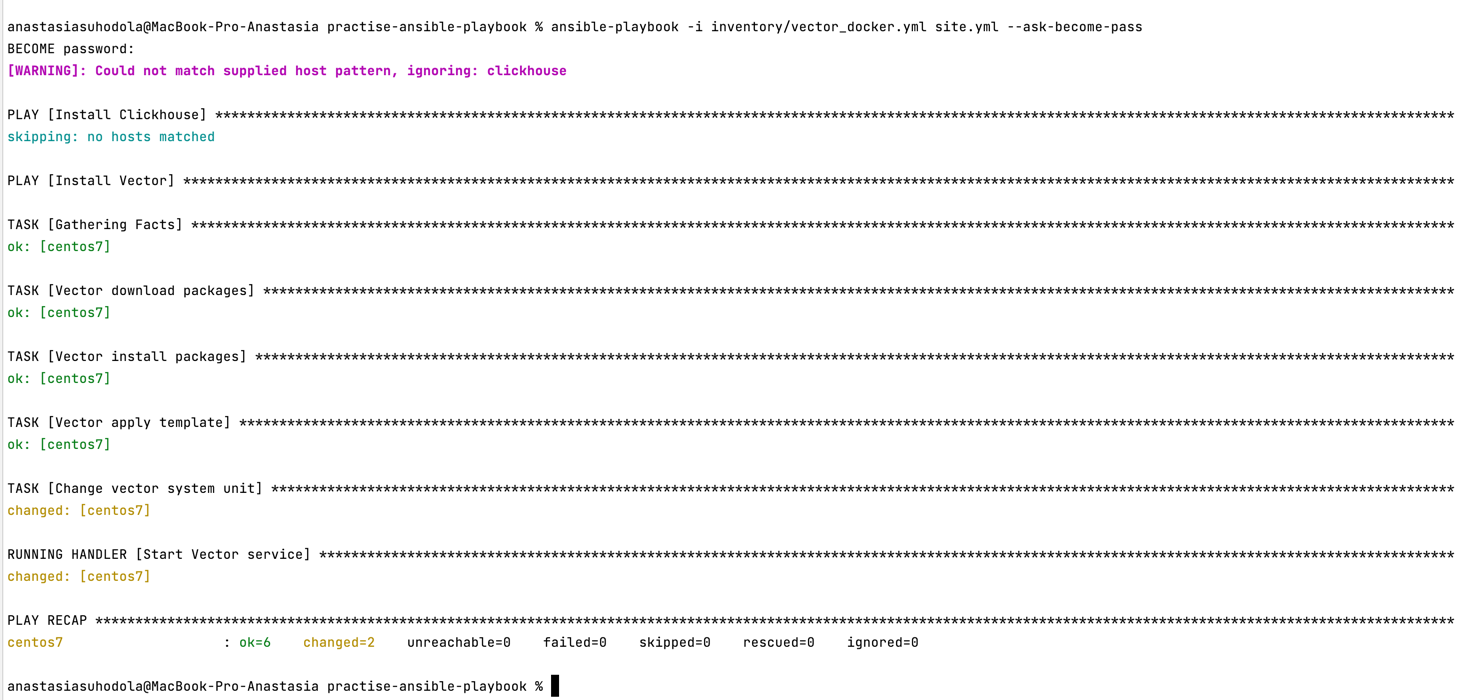 anastasiasuhodola@MacBook-Pro-Anastasia practise-ansible-playbook % ansible-playbook -i inventory/vector_docker.yml site.yml --ask-become-pass
BECOME password:
[WARNING]: Could not match supplied host pattern, ignoring: clickhouse
PLAY [Install Clickhouse] ***********************************************************************************************************************************************************
skipping: no hosts matched
PLAY [Install Vector] ***************************************************************************************************************************************************************
TASK [Gathering Facts] **************************************************************************************************************************************************************
ok: [centos7]
TASK [Vector download packages] *****************************************************************************************************************************************************
ok: [centos7]
TASK [Vector install packages] ******************************************************************************************************************************************************
ok: [centos7]
TASK [Vector apply template] ********************************************************************************************************************************************************
ok: [centos7]
TASK [Change vector system unit] ****************************************************************************************************************************************************
changed: [centos7]
RUNNING HANDLER [Start Vector service] **********************************************************************************************************************************************
changed: [centos7]
PLAY RECAP **************************************************************************************************************************************************************************
centos7                    : ok=6    changed=2    unreachable=0    failed=0    skipped=0    rescued=0    ignored=0
anastasiasuhodola@MacBook-Pro-Anastasia practise-ansible-playbook %